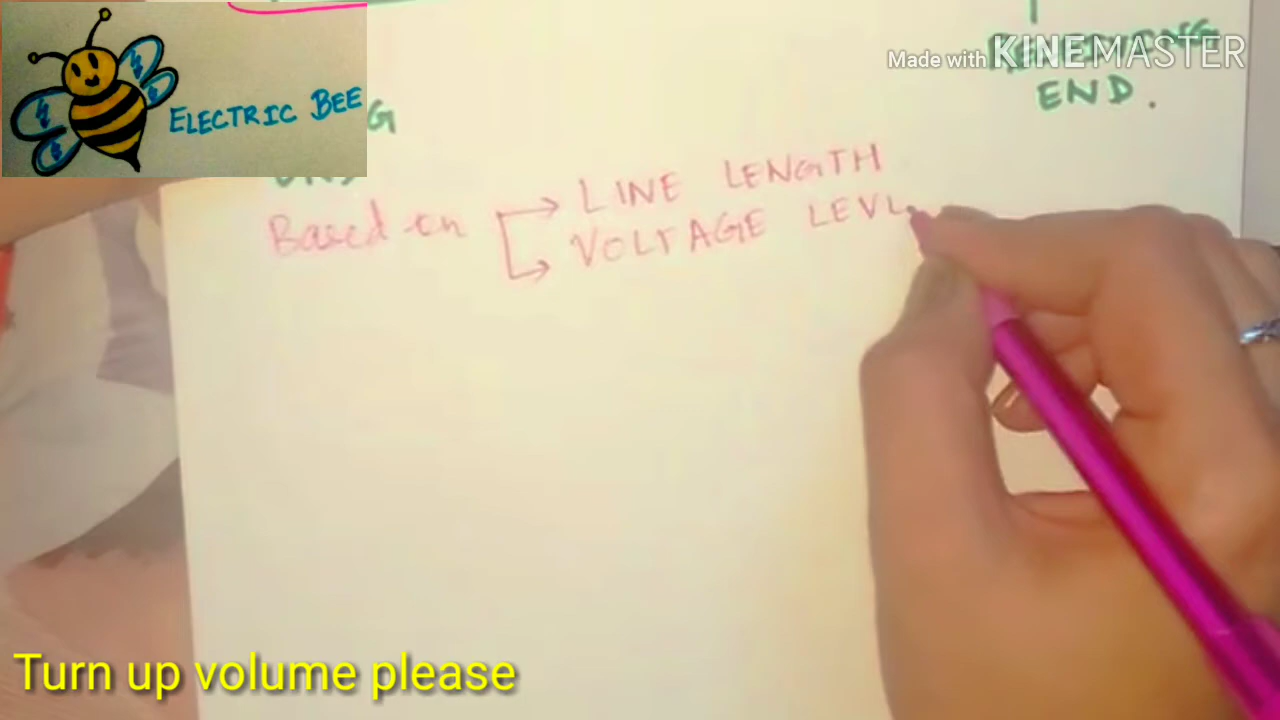 Made with KINEMASTER
END.
ELECTRIC BEE
G
Based on → LINE LENGTH
→ VOLTAGE LEVL
Turn up volume please